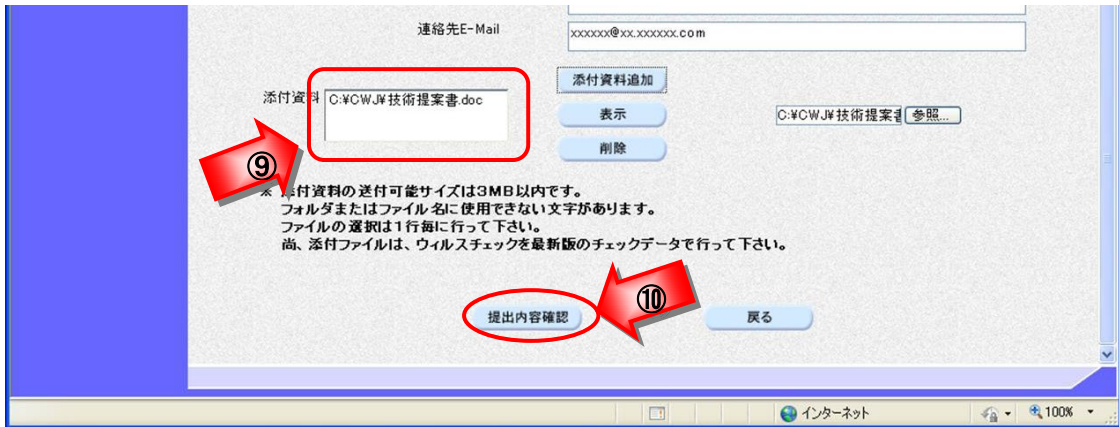 連絡先E-Mail
xxxxxx@xx.xxxxxx.com
添付資料追加
添付資料
C:¥CWJ¥技術提案書.doc
表示
C:¥CWJ¥技術提案書
参照...
削除
⑨
※ 添付資料の送付可能サイズは3MB以内です。
フォルダまたはファイル名に使用できない文字があります。
ファイルの選択は1行毎に行って下さい。
尚、添付ファイルは、ウィルスチェックを最新版のチェックデータで行って下さい。
⑩
提出内容確認
戻る
インターネット
100%